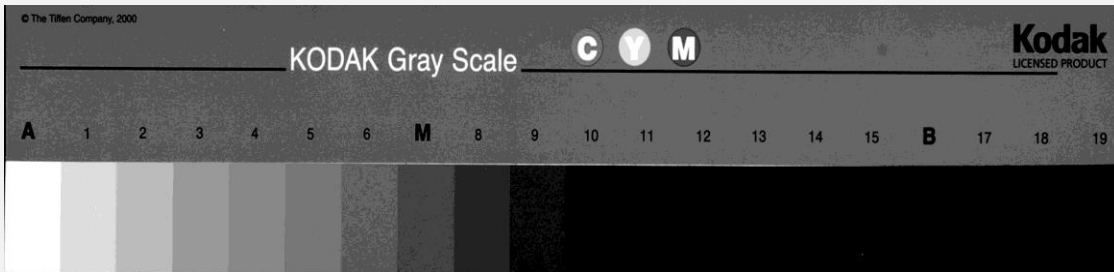 © The Tiffen Company, 2000
KODAK Gray Scale
C Y M
Kodak
LICENSED PRODUCT
A 1 2 3 4 5 6 M 8 9 10 11 12 13 14 15 B 17 18 19